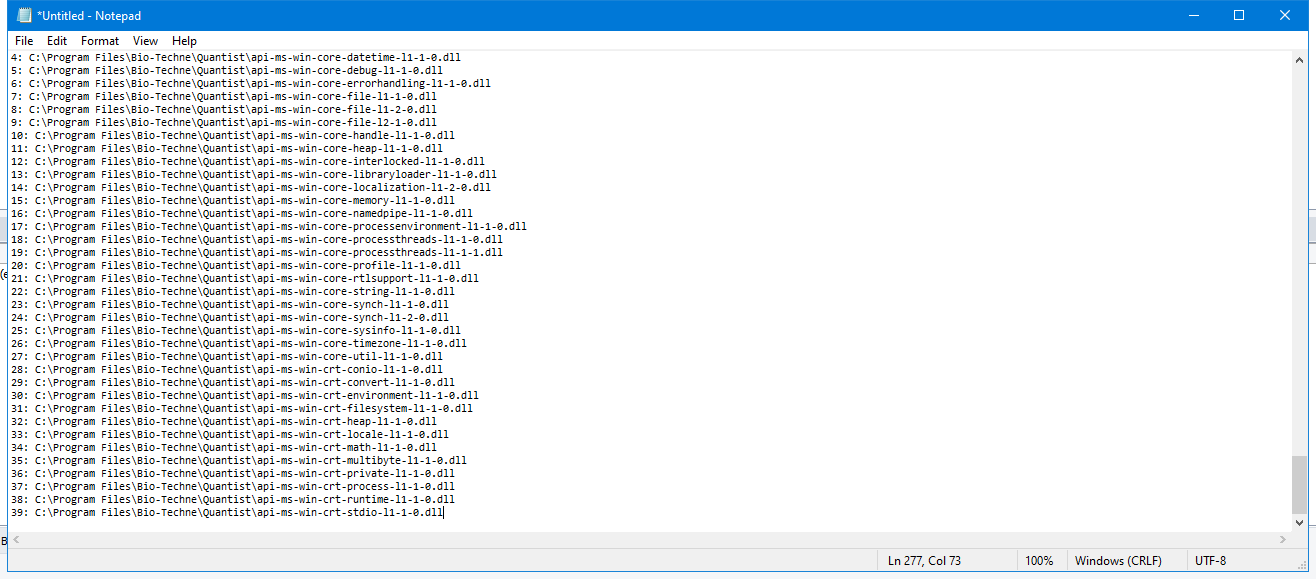 *Untitled - Notepad
File Edit Format View Help
4: C:\Program Files\Bio-Techne\Quantist\api-ms-win-core-datetime-l1-1-0.dll
5: C:\Program Files\Bio-Techne\Quantist\api-ms-win-core-debug-l1-1-0.dll
6: C:\Program Files\Bio-Techne\Quantist\api-ms-win-core-errorhandling-l1-1-0.dll
7: C:\Program Files\Bio-Techne\Quantist\api-ms-win-core-file-l1-1-0.dll
8: C:\Program Files\Bio-Techne\Quantist\api-ms-win-core-file-l1-2-0.dll
9: C:\Program Files\Bio-Techne\Quantist\api-ms-win-core-file-l2-1-0.dll
10: C:\Program Files\Bio-Techne\Quantist\api-ms-win-core-handle-l1-1-0.dll
11: C:\Program Files\Bio-Techne\Quantist\api-ms-win-core-heap-l1-1-0.dll
12: C:\Program Files\Bio-Techne\Quantist\api-ms-win-core-interlocked-l1-1-0.dll
13: C:\Program Files\Bio-Techne\Quantist\api-ms-win-core-libraryloader-l1-1-0.dll
14: C:\Program Files\Bio-Techne\Quantist\api-ms-win-core-localization-l1-2-0.dll
15: C:\Program Files\Bio-Techne\Quantist\api-ms-win-core-memory-l1-1-0.dll
16: C:\Program Files\Bio-Techne\Quantist\api-ms-win-core-namedpipe-l1-1-0.dll
17: C:\Program Files\Bio-Techne\Quantist\api-ms-win-core-processenvironment-l1-1-0.dll
18: C:\Program Files\Bio-Techne\Quantist\api-ms-win-core-processthreads-l1-1-0.dll
19: C:\Program Files\Bio-Techne\Quantist\api-ms-win-core-processthreads-l1-1-1.dll
20: C:\Program Files\Bio-Techne\Quantist\api-ms-win-core-profile-l1-1-0.dll
21: C:\Program Files\Bio-Techne\Quantist\api-ms-win-core-rtlsupport-l1-1-0.dll
22: C:\Program Files\Bio-Techne\Quantist\api-ms-win-core-string-l1-1-0.dll
23: C:\Program Files\Bio-Techne\Quantist\api-ms-win-core-synch-l1-1-0.dll
24: C:\Program Files\Bio-Techne\Quantist\api-ms-win-core-synch-l1-2-0.dll
25: C:\Program Files\Bio-Techne\Quantist\api-ms-win-core-sysinfo-l1-1-0.dll
26: C:\Program Files\Bio-Techne\Quantist\api-ms-win-core-timezone-l1-1-0.dll
27: C:\Program Files\Bio-Techne\Quantist\api-ms-win-core-util-l1-1-0.dll
28: C:\Program Files\Bio-Techne\Quantist\api-ms-win-crt-conio-l1-1-0.dll
29: C:\Program Files\Bio-Techne\Quantist\api-ms-win-crt-convert-l1-1-0.dll
30: C:\Program Files\Bio-Techne\Quantist\api-ms-win-crt-environment-l1-1-0.dll
31: C:\Program Files\Bio-Techne\Quantist\api-ms-win-crt-filesystem-l1-1-0.dll
32: C:\Program Files\Bio-Techne\Quantist\api-ms-win-crt-heap-l1-1-0.dll
33: C:\Program Files\Bio-Techne\Quantist\api-ms-win-crt-locale-l1-1-0.dll
34: C:\Program Files\Bio-Techne\Quantist\api-ms-win-crt-math-l1-1-0.dll
35: C:\Program Files\Bio-Techne\Quantist\api-ms-win-crt-multibyte-l1-1-0.dll
36: C:\Program Files\Bio-Techne\Quantist\api-ms-win-crt-private-l1-1-0.dll
37: C:\Program Files\Bio-Techne\Quantist\api-ms-win-crt-process-l1-1-0.dll
38: C:\Program Files\Bio-Techne\Quantist\api-ms-win-crt-runtime-l1-1-0.dll
39: C:\Program Files\Bio-Techne\Quantist\api-ms-win-crt-stdio-l1-1-0.dll
Ln 277, Col 73 100% Windows (CRLF) UTF-8